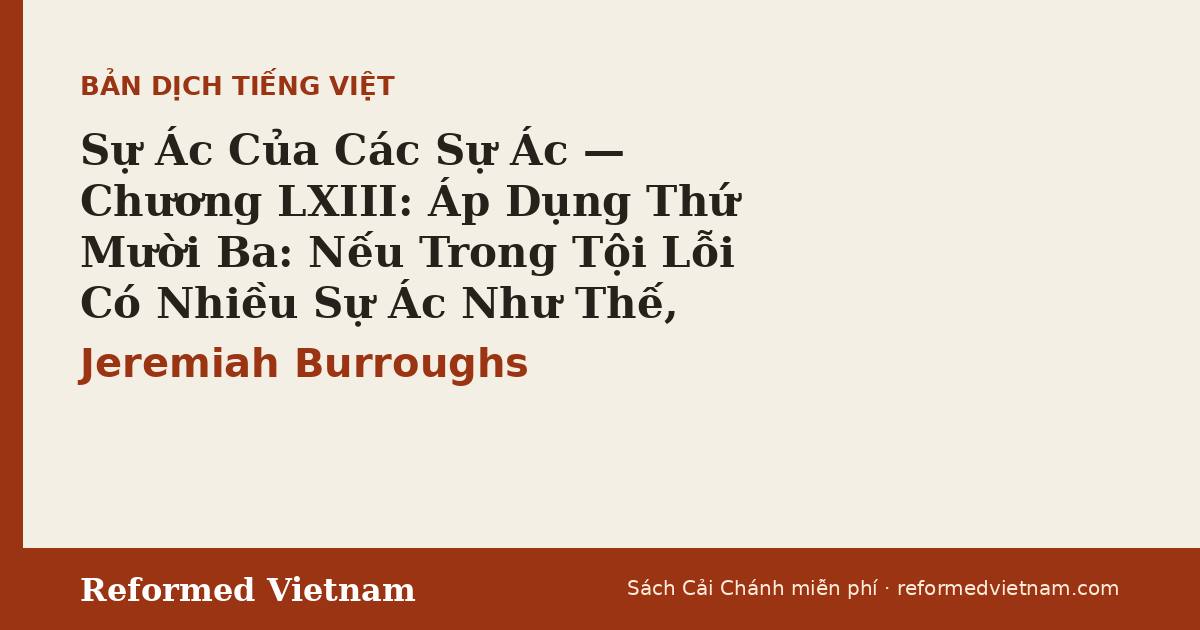 BẢN DỊCH TIẾNG VIỆT
Sự Ác Của Các Sự Ác —
Chương LXIII: Áp Dụng Thứ
Mười Ba: Nếu Trong Tội Lỗi
Có Nhiều Sự Ác Như Thế,
Jeremiah Burroughs
Reformed Vietnam
Sách Cải Chánh miễn phí · reformedvietnam.com